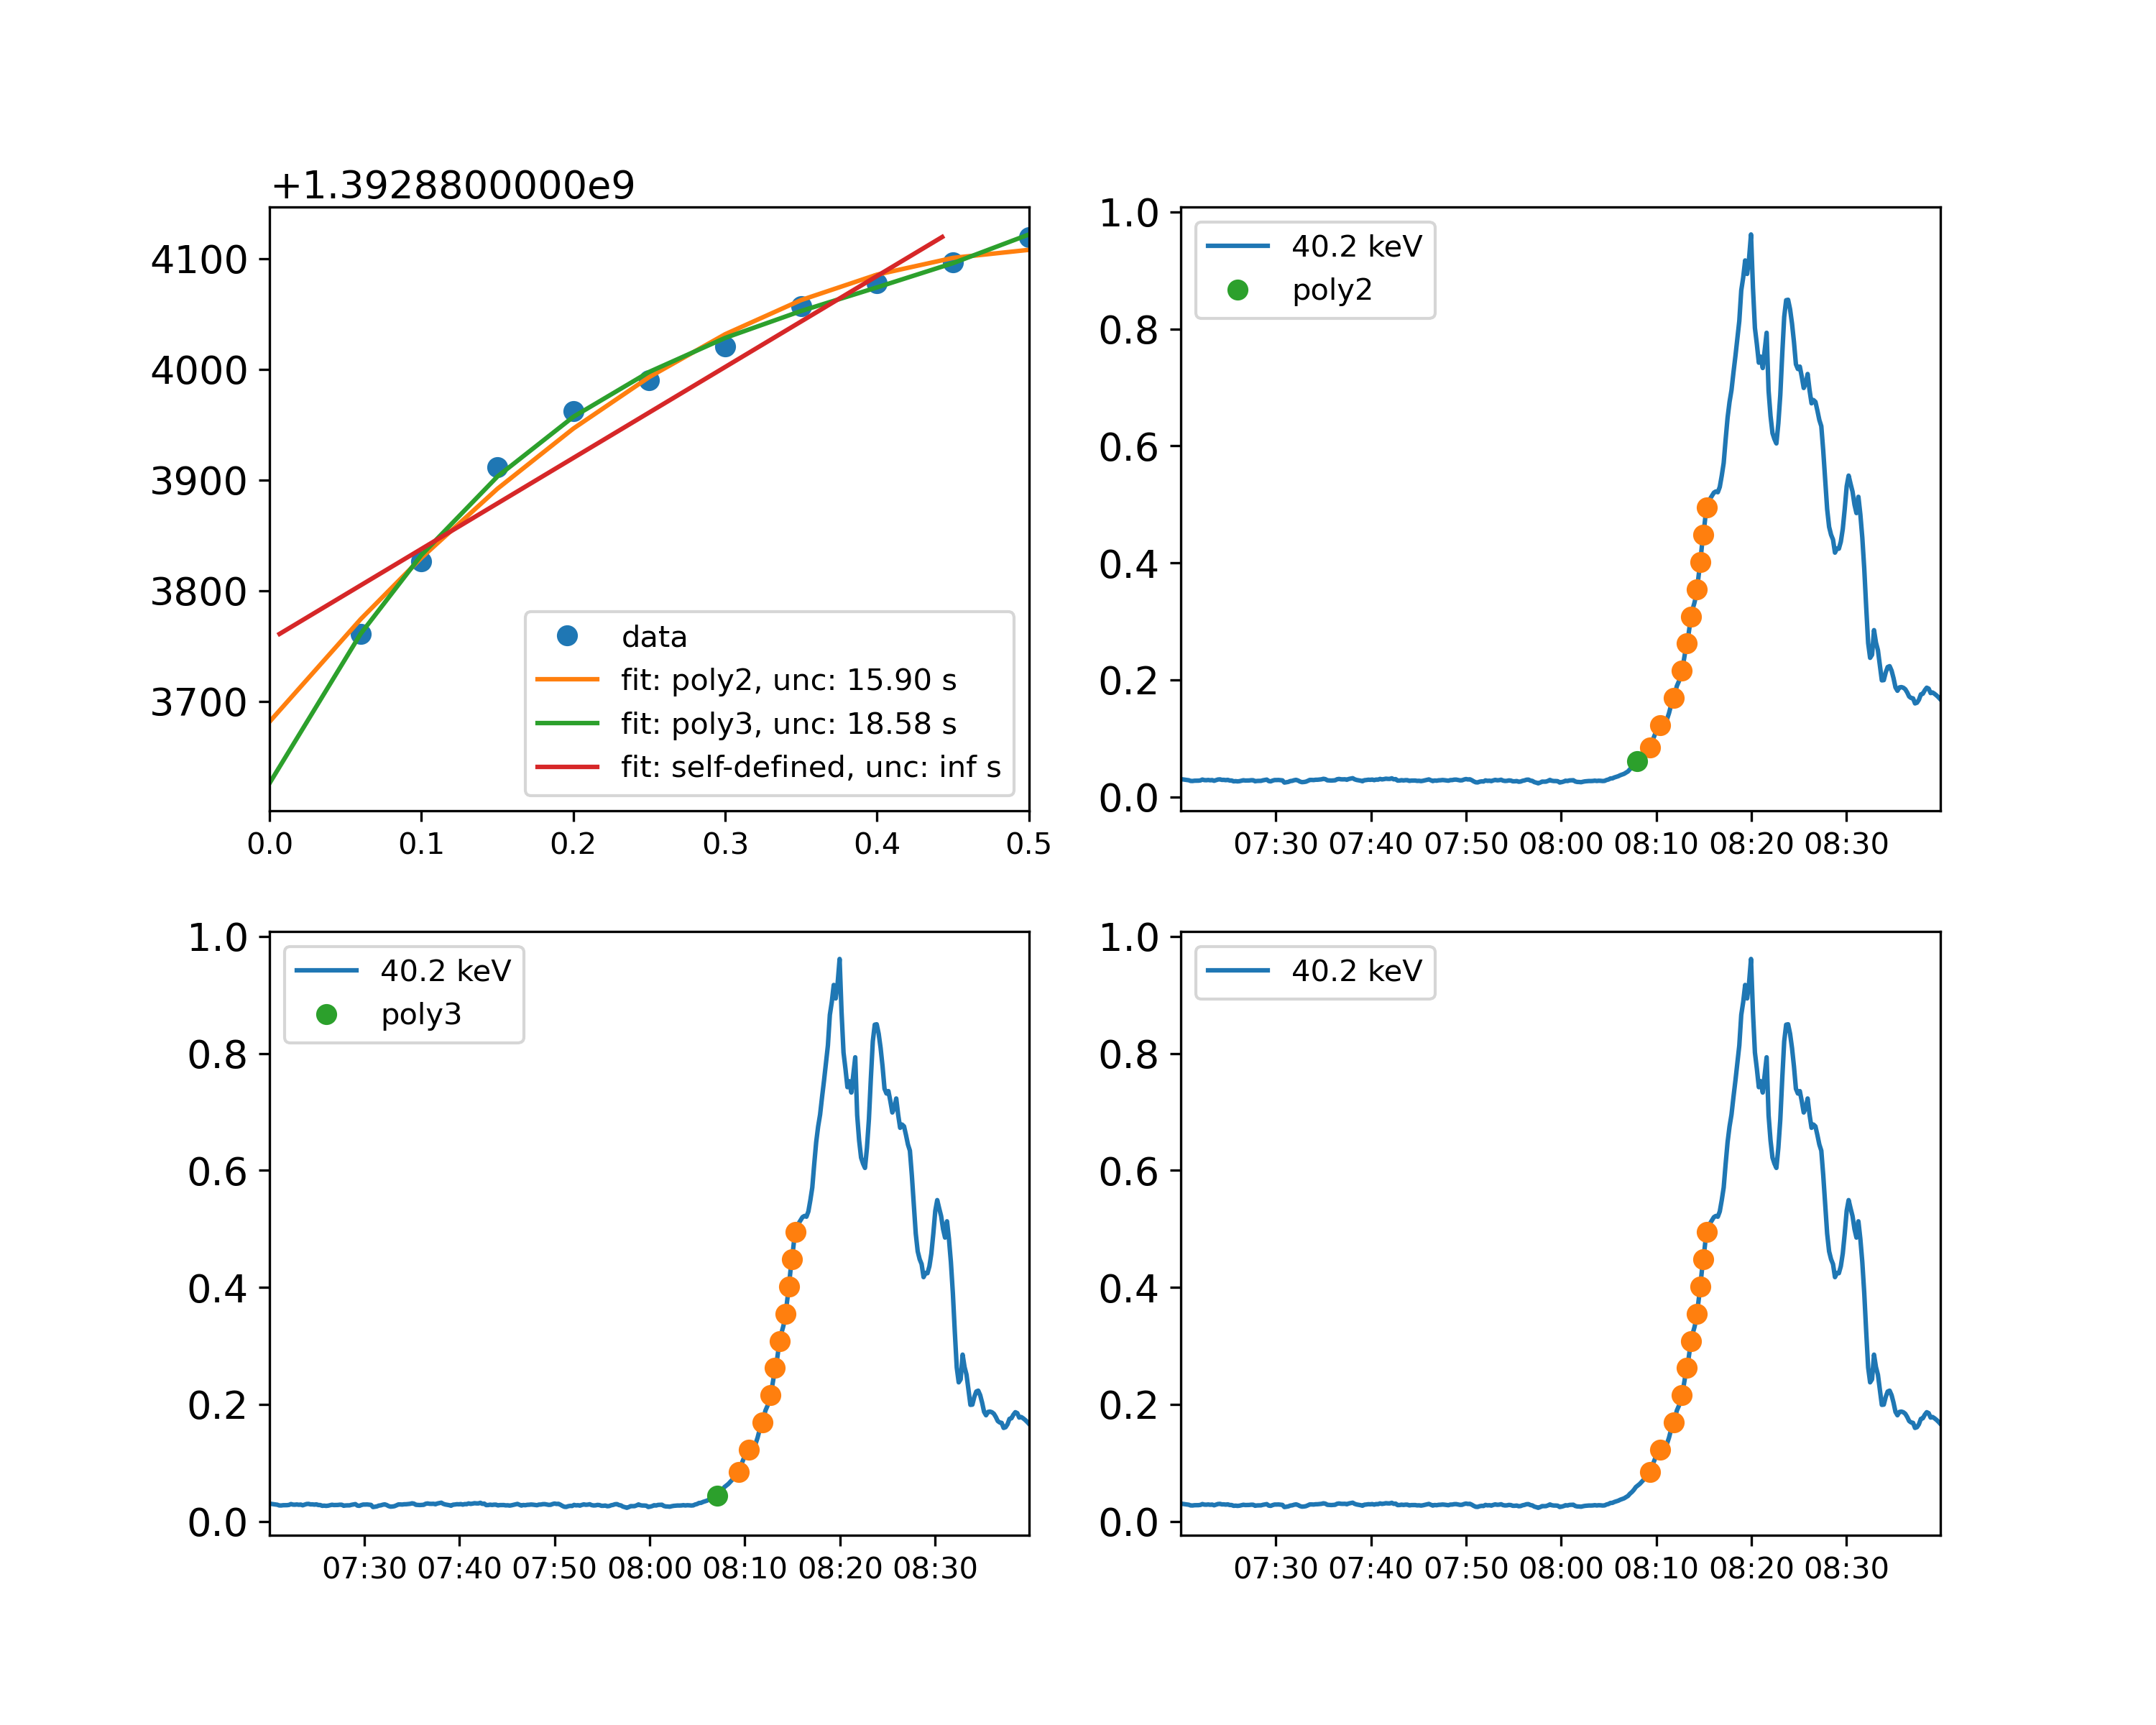 +1.3928800000e9
4100
4000
3900
3800
3700
data
fit: poly2, unc: 15.90 s
fit: poly3, unc: 18.58 s
fit: self-defined, unc: inf s
0.0 0.1 0.2 0.3 0.4 0.5
40.2 keV
poly2
1.0
0.8
0.6
0.4
0.2
0.0
07:30 07:40 07:50 08:00 08:10 08:20 08:30
40.2 keV
poly3
1.0
0.8
0.6
0.4
0.2
0.0
07:30 07:40 07:50 08:00 08:10 08:20 08:30
40.2 keV
1.0
0.8
0.6
0.4
0.2
0.0
07:30 07:40 07:50 08:00 08:10 08:20 08:30